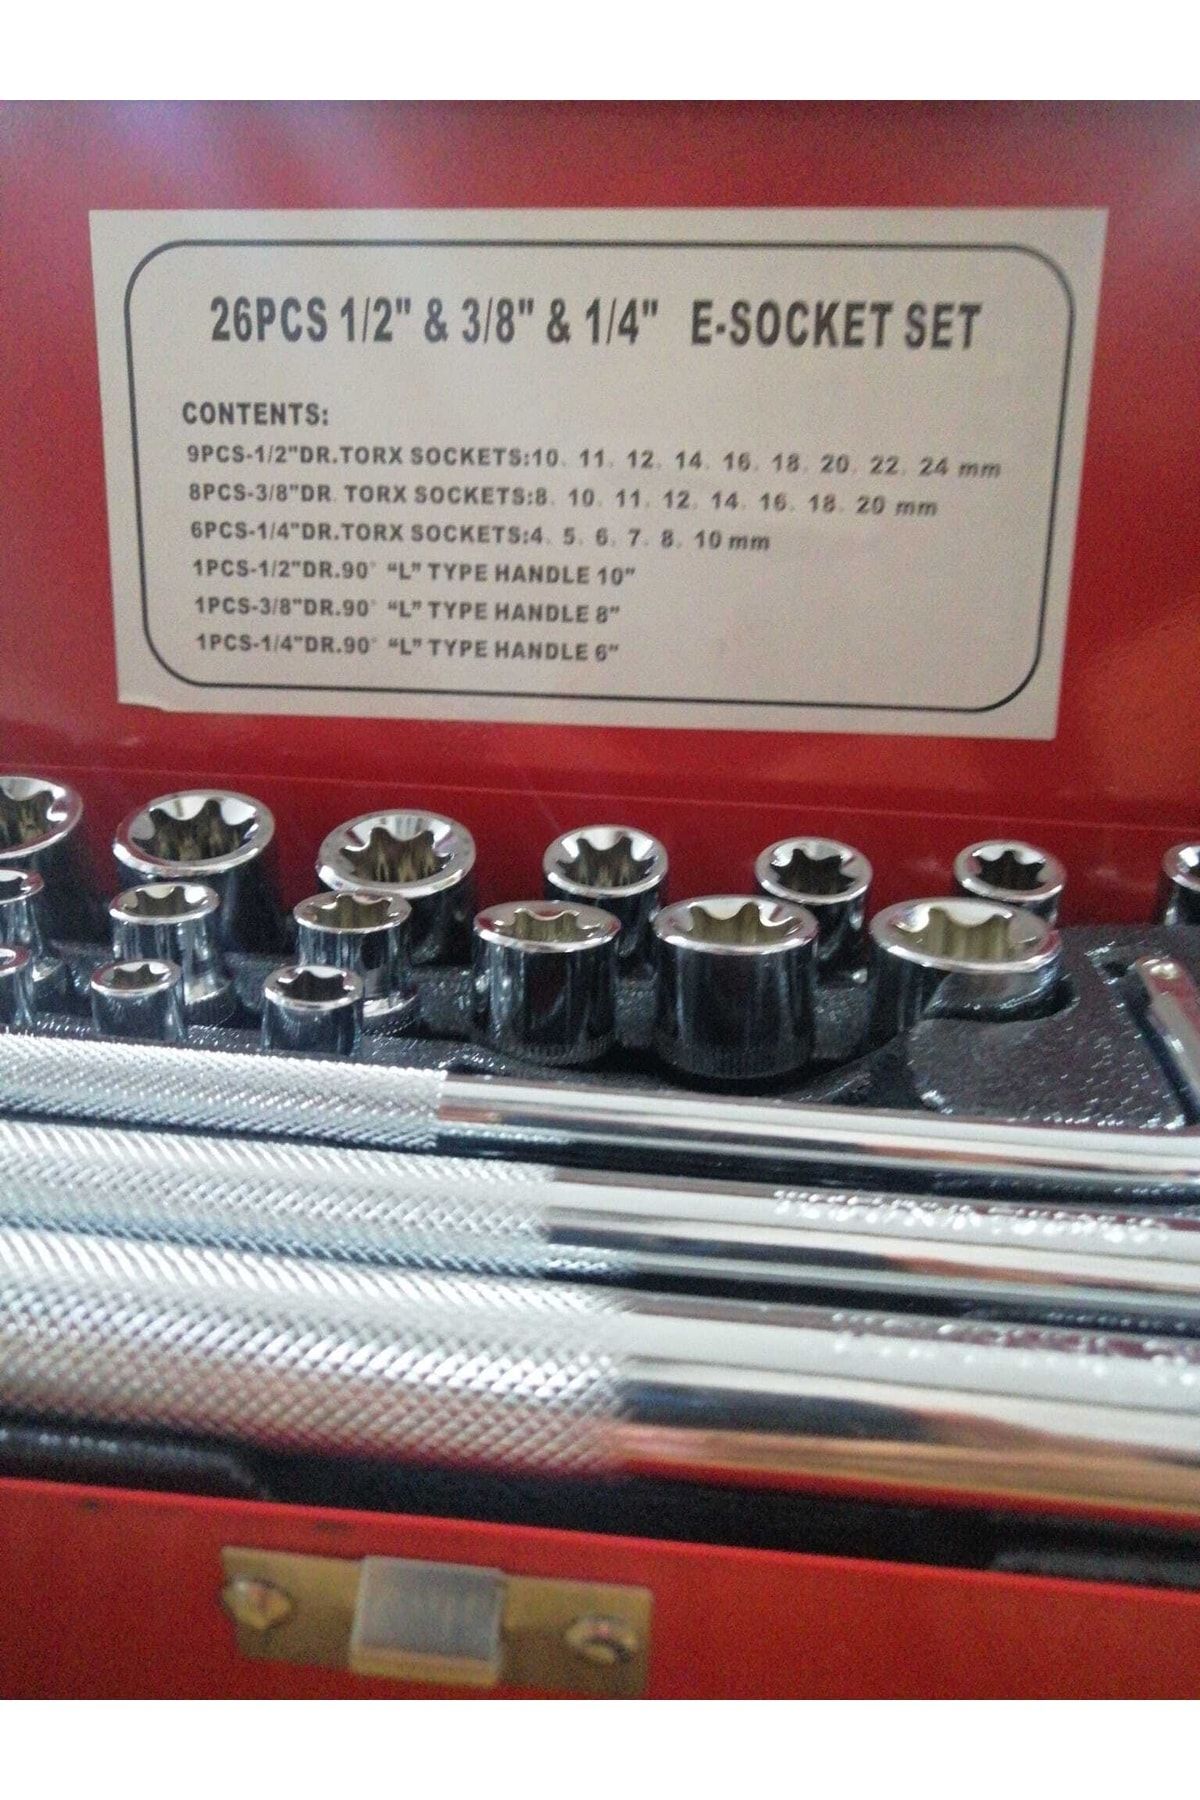 26PCS 1/2" & 3/8" & 1/4" E-SOCKET SET
CONTENTS:
9PCS-1/2"DR.TORX SOCKETS:10. 11. 12. 14. 16. 18. 20. 22. 24 mm
8PCS-3/8"DR. TORX SOCKETS:8. 10. 11. 12. 14. 16. 18. 20 mm
6PCS-1/4"DR.TORX SOCKETS:4. 5. 6. 7. 8. 10 mm
1PCS-1/2"DR.90° “L” TYPE HANDLE 10”
1PCS-3/8"DR.90° “L” TYPE HANDLE 8”
1PCS-1/4"DR.90° “L” TYPE HANDLE 6”